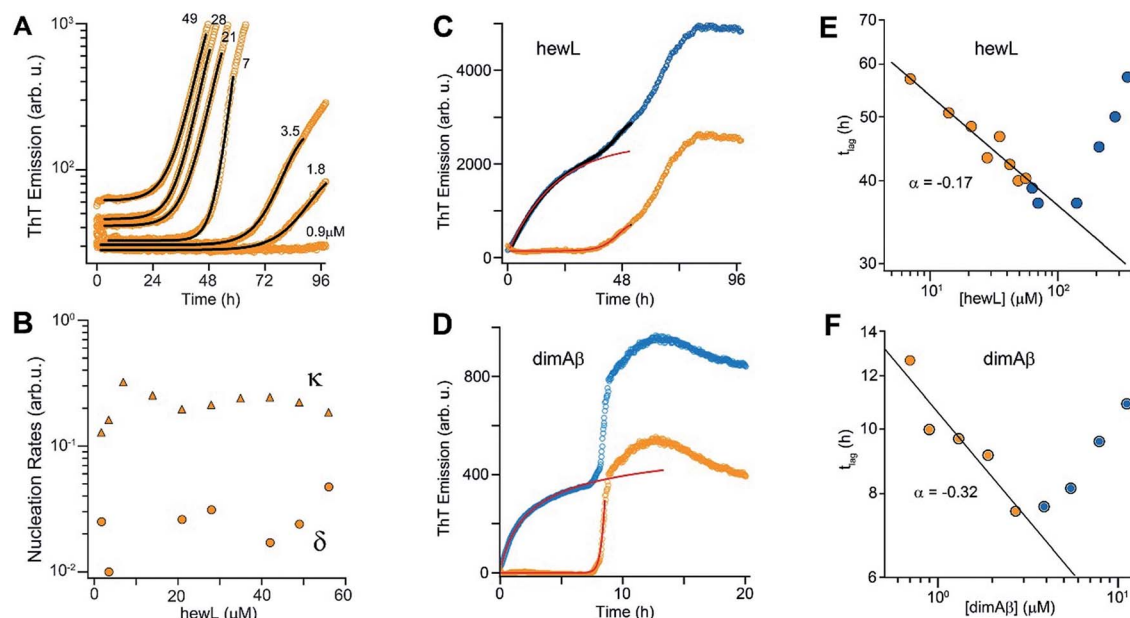 A
ThT Emission (arb. u.)
10³
10²
49
28
21
7
3.5
1.8
0.9μM
0
24
48
72
96
Time (h)
B
Nucleation Rates (arb.u.)
10⁰
10⁻¹
10⁻²
κ
δ
0
20
40
60
hewL (μM)
C
hewL
ThT Emission (arb. u.)
4000
2000
0
0
48
96
Time (h)
D
dimAβ
ThT Emission (arb. u.)
800
400
0
0
10
20
Time (h)
E
hewL
t_lag (h)
70
60
50
40
30
α = -0.17
10¹
10²
[hewL] (μM)
F
dimAβ
t_lag (h)
14
12
10
8
6
α = -0.32
10⁰
10¹
[dimAβ] (μM)